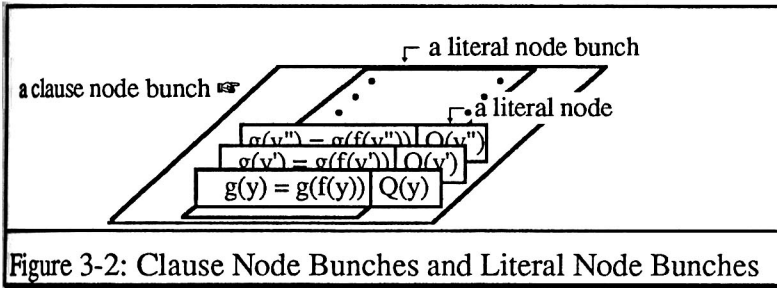 a literal node bunch
a clause node bunch ☞
a literal node
g(y'') = g(f(y'')) Q(y'')
g(y') = g(f(y')) Q(y')
g(y) = g(f(y)) Q(y)
Figure 3-2: Clause Node Bunches and Literal Node Bunches